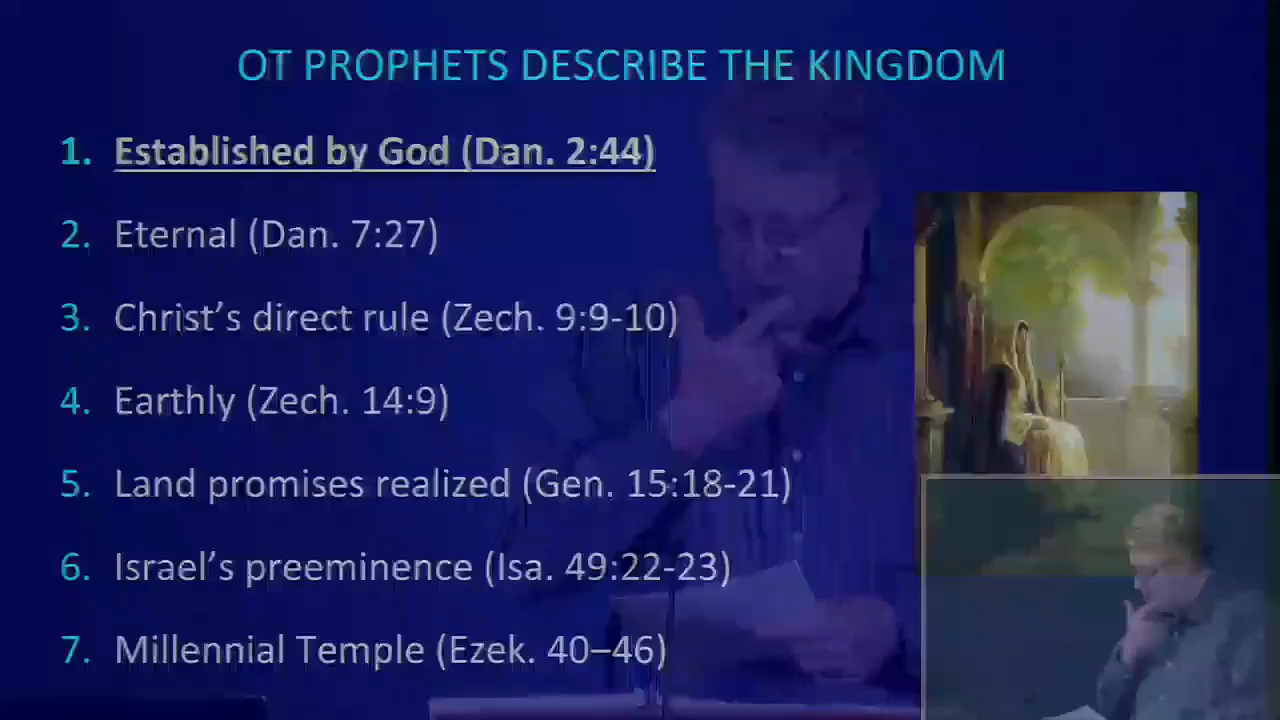 OT PROPHETS DESCRIBE THE KINGDOM
1. Established by God (Dan. 2:44)
2. Eternal (Dan. 7:27)
3. Christ’s direct rule (Zech. 9:9-10)
4. Earthly (Zech. 14:9)
5. Land promises realized (Gen. 15:18-21)
6. Israel’s preeminence (Isa. 49:22-23)
7. Millennial Temple (Ezek. 40–46)